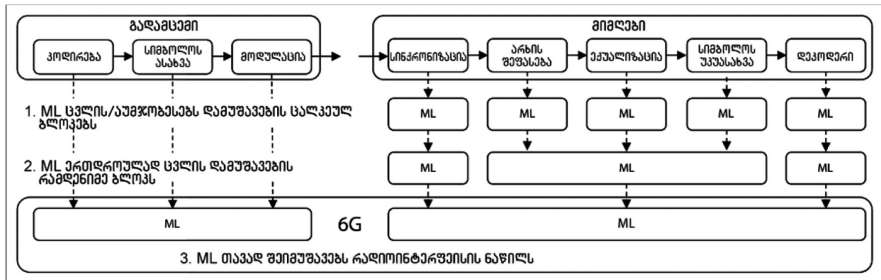 გადამცემი
მიმღები
კოდირება
სიმბოლოს
ასახვა
მოდულაცია
სინქრონიზაცია
არხის
შეფასება
ექუალიზაცია
სიმბოლოს
უკუასახვა
დეკოდერი
1. ML ცვლის/აუმჯობესებს დამუშავების ცალკეულ
ბლოკებს
ML
ML
ML
ML
ML
2. ML ერთდროულად ცვლის დამუშავების
რამდენიმე ბლოკს
ML
ML
ML
ML
6G
ML
3. ML თავად შეიმუშავებს რადიოინტერფეისის ნაწილს